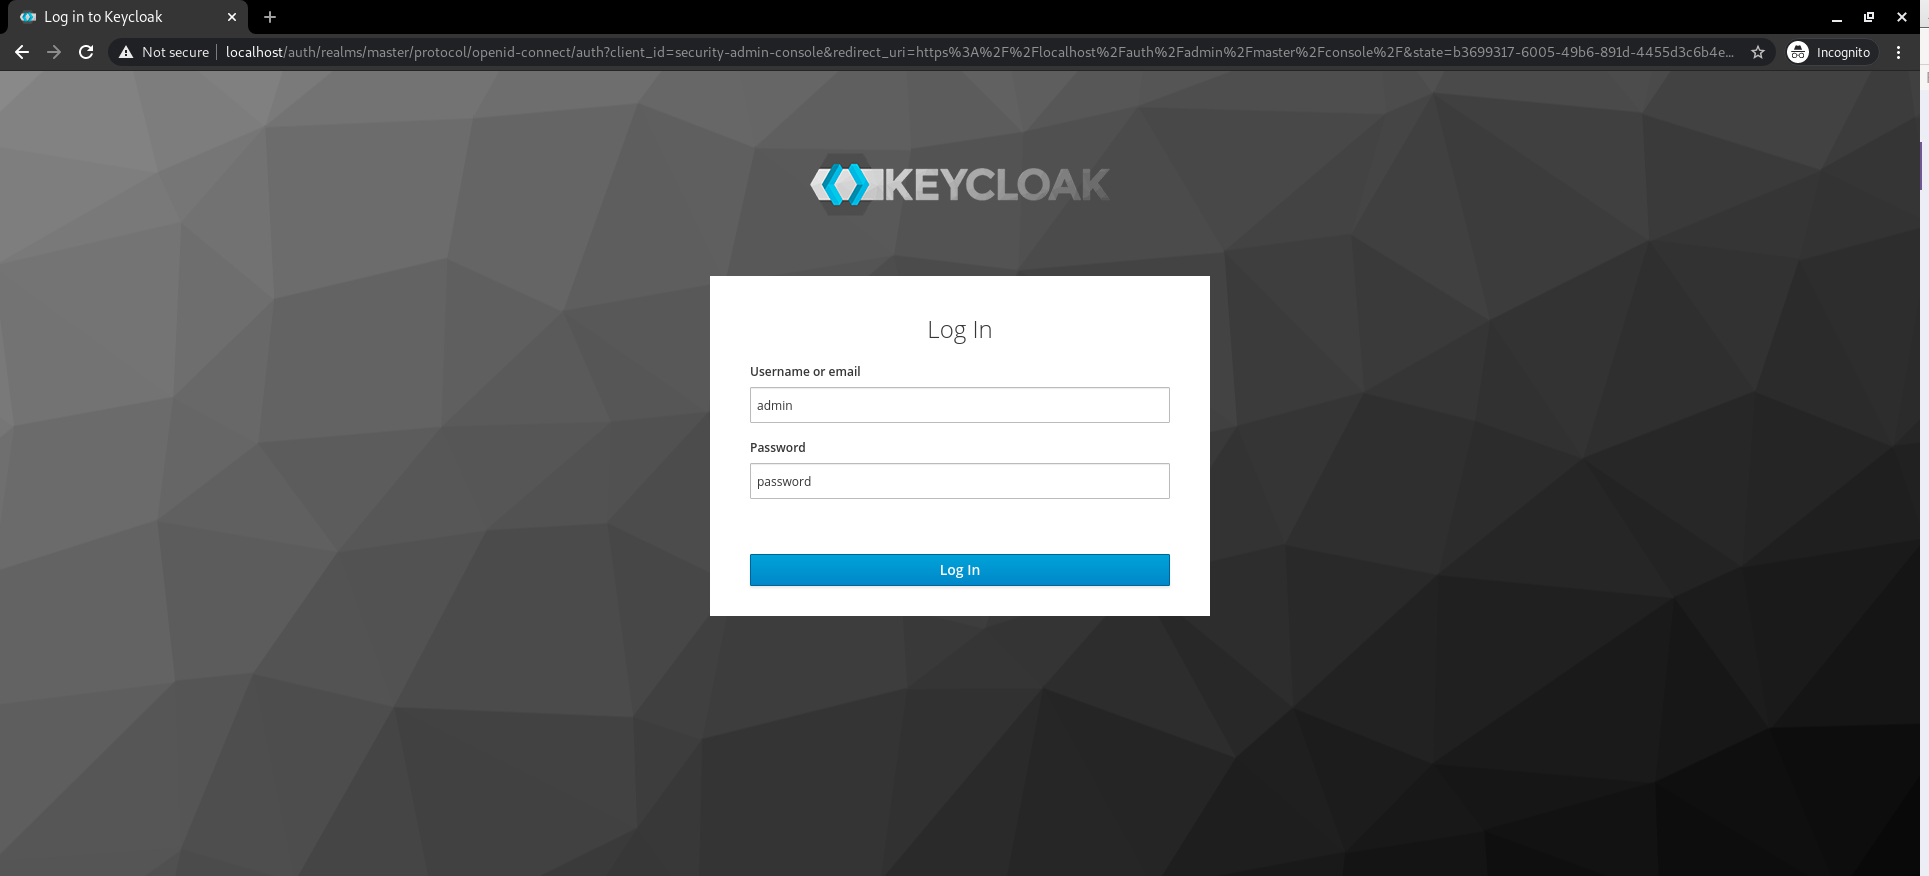 Log in to Keycloak
Not secure
localhost/auth/realms/master/protocol/openid-connect/auth?client_id=security-admin-console&redirect_uri=https%3A%2F%2Flocalhost%2Fauth%2Fadmin%2Fmaster%2Fconsole%2F&state=b3699317-6005-49b6-891d-4455d3c6b4e...
Incognito
KEYCLOAK
Log In
Username or email
admin
Password
password
Log In